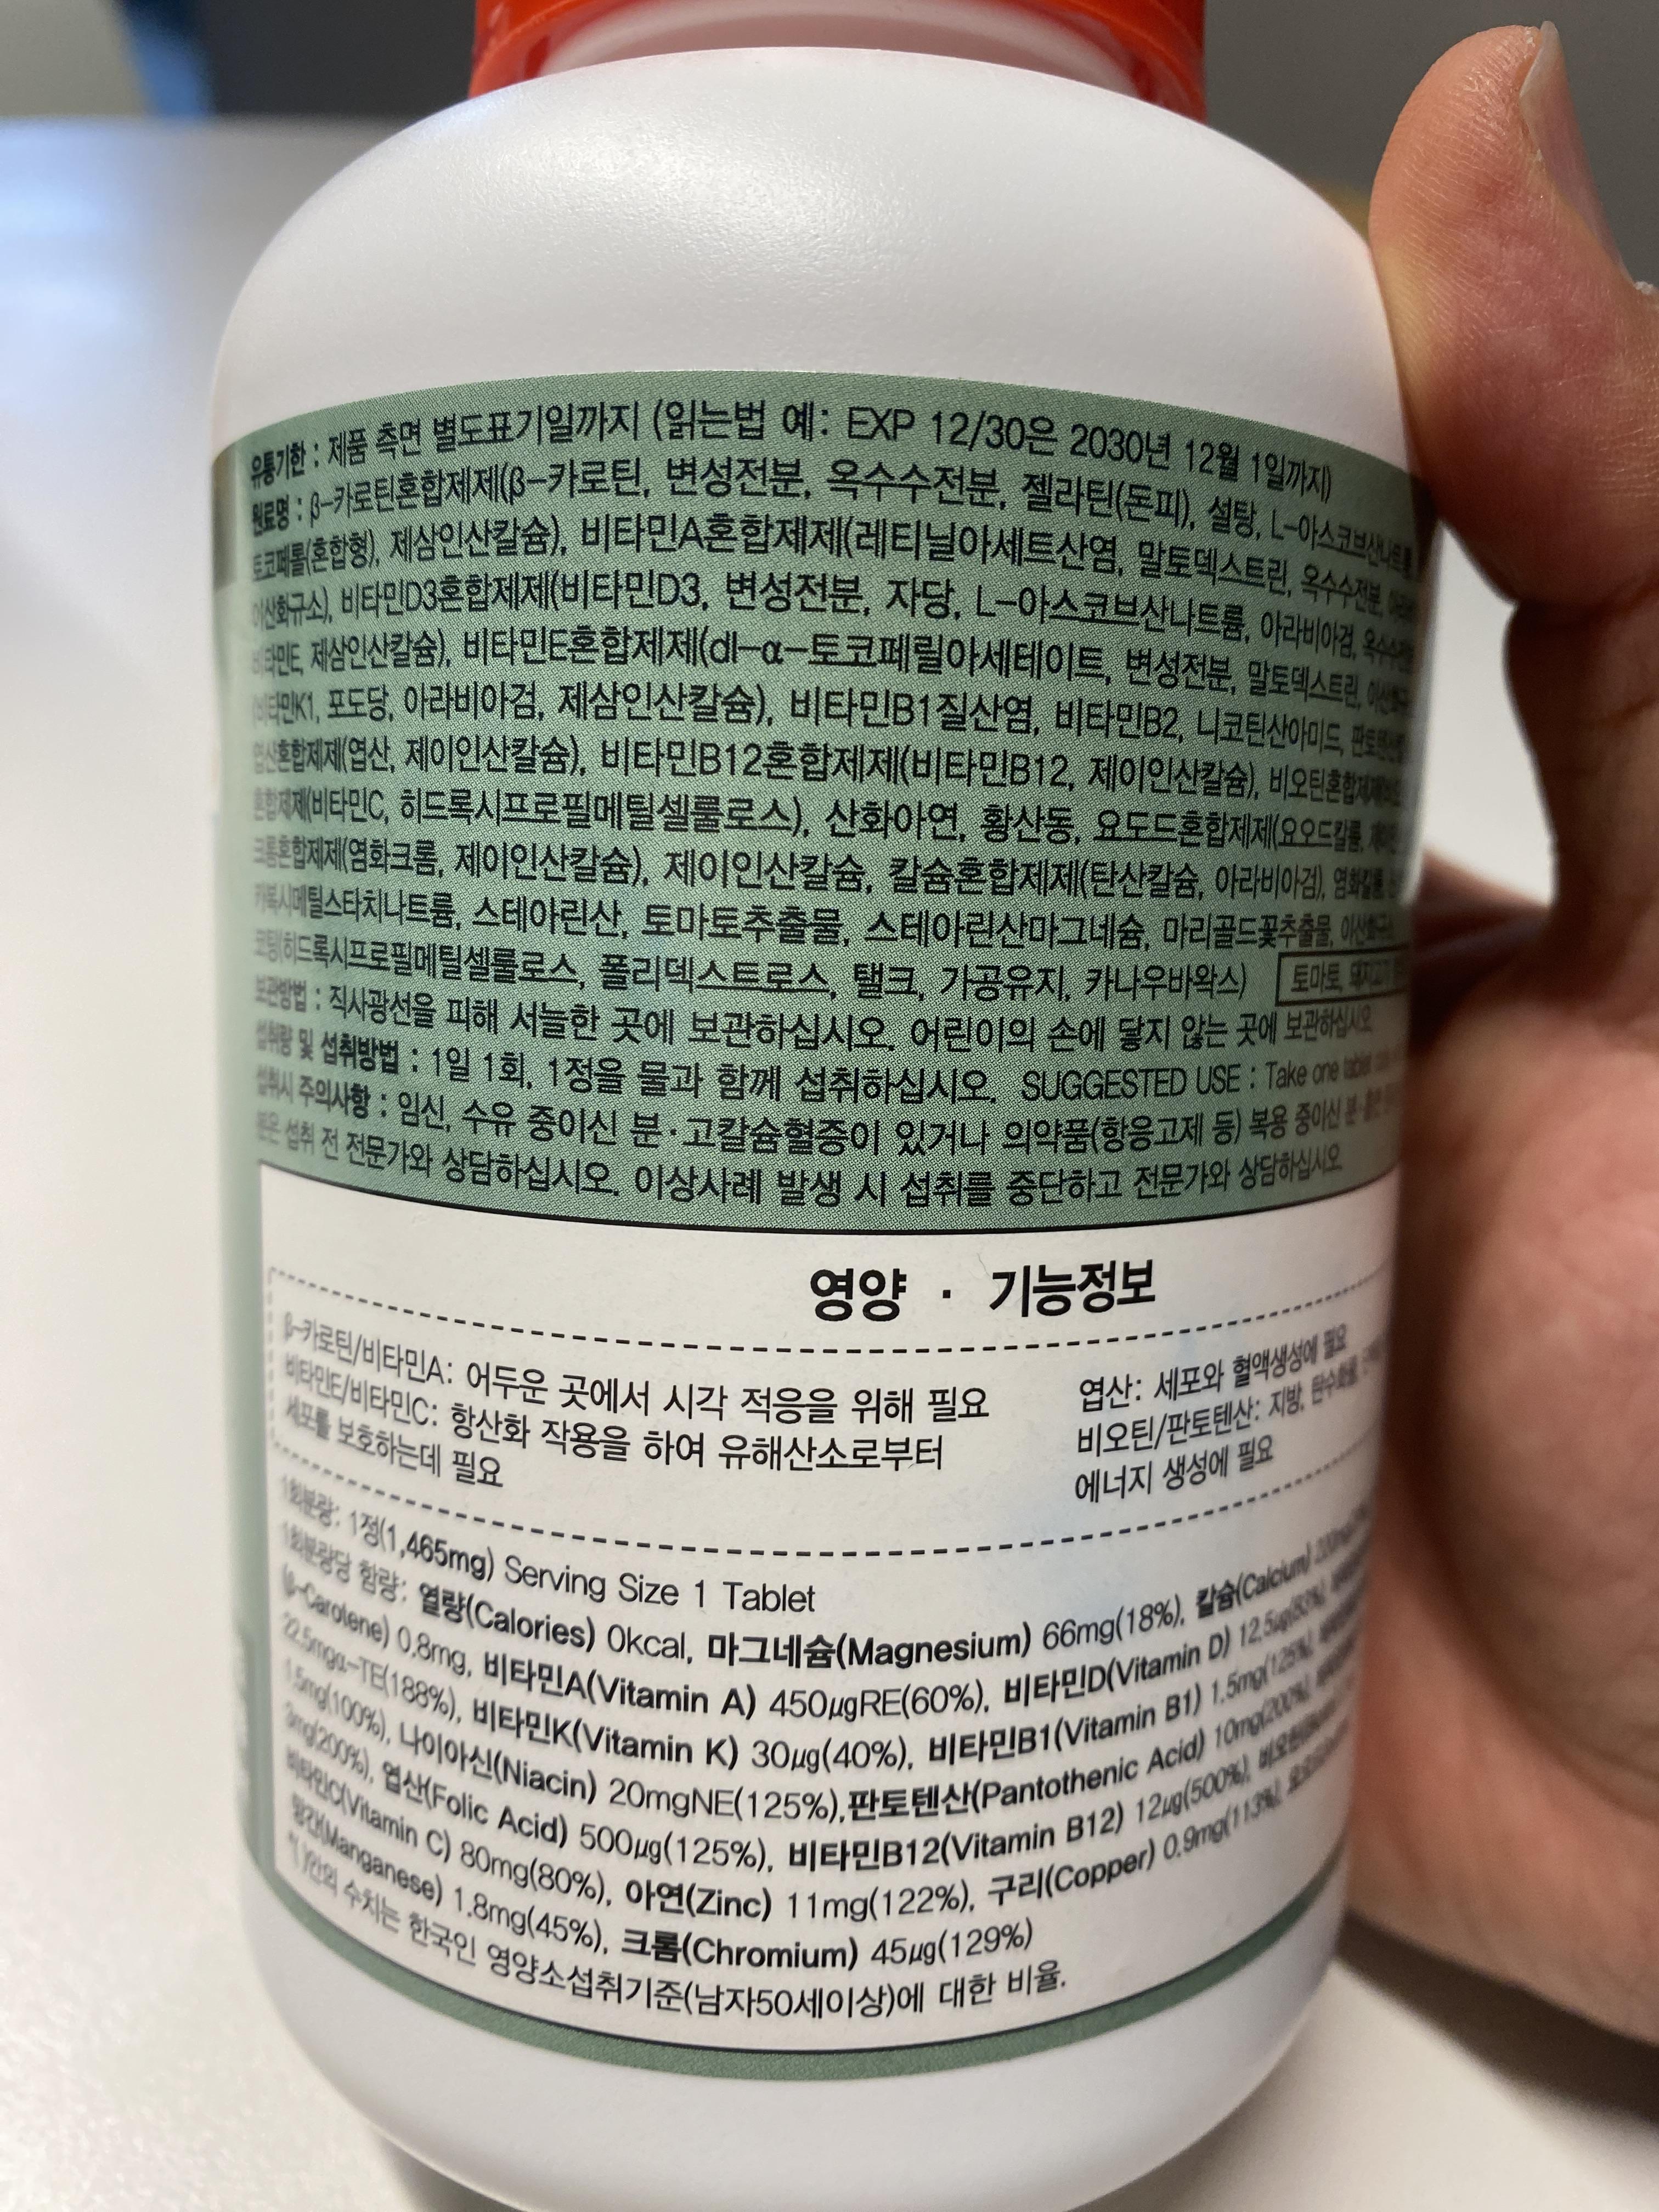 유통기한 : 제품 측면 별도표기일까지 (읽는법 예: EXP 12/30은 2030년 12월 1일까지)
원료명 : β-카로틴혼합제제(β-카로틴, 변성전분, 옥수수전분, 젤라틴(돈피), 설탕, L-아스코브산나트륨,
토코페롤(혼합형), 제삼인산칼슘), 비타민A혼합제제(레티닐아세트산염, 말토덱스트린, 옥수수전분,
이산화규소), 비타민D3혼합제제(비타민D3, 변성전분, 자당, L-아스코브산나트륨, 아라비아검, 옥수수전분,
비타민E, 제삼인산칼슘), 비타민E혼합제제(dl-α-토코페릴아세테이트, 변성전분, 말토덱스트린,
(비타민K1, 포도당, 아라비아검, 제삼인산칼슘), 비타민B1질산염, 비타민B2, 니코틴산아미드,
엽산혼합제제(엽산, 제이인산칼슘), 비타민B12혼합제제(비타민B12, 제이인산칼슘),
혼합제제(비타민C, 히드록시프로필메틸셀룰로스), 산화아연, 황산동, 요도드혼합제제(요오드칼륨,
크롬혼합제제(염화크롬, 제이인산칼슘), 제이인산칼슘, 칼슘혼합제제(탄산칼슘, 아라비아검), 염화칼륨,
카복시메틸스타치나트륨, 스테아린산, 토마토추출물, 스테아린산마그네슘, 마리골드꽃추출물, 이산화규소,
코팅(히드록시프로필메틸셀룰로스, 폴리덱스트로스, 탤크, 가공유지, 카나우바왁스) 토마토, 돼지고기
보관방법 : 직사광선을 피해 서늘한 곳에 보관하십시오. 어린이의 손에 닿지 않는 곳에 보관하십시오.
섭취량 및 섭취방법 : 1일 1회, 1정을 물과 함께 섭취하십시오. SUGGESTED USE : Take one tablet
섭취시 주의사항 : 임신, 수유 중이신 분·고칼슘혈증이 있거나 의약품(항응고제 등) 복용 중이신 분·
분은 섭취 전 전문가와 상담하십시오. 이상사례 발생 시 섭취를 중단하고 전문가와 상담하십시오.
영양 · 기능정보
β-카로틴/비타민A: 어두운 곳에서 시각 적응을 위해 필요
비타민E/비타민C: 항산화 작용을 하여 유해산소로부터
세포를 보호하는데 필요
엽산: 세포와 혈액생성에 필요
비오틴/판토텐산: 지방, 탄수화물,
에너지 생성에 필요
1회분량: 1정(1,465mg) Serving Size 1 Tablet
1회분량당 함량: 열량(Calories) 0kcal, 마그네슘(Magnesium) 66mg(18%), 칼슘(Calcium)
(β-Carotene) 0.8mg, 비타민A(Vitamin A) 450μgRE(60%), 비타민D(Vitamin D) 12.5μg(83%),
22.5mgα-TE(188%), 비타민K(Vitamin K) 30μg(40%), 비타민B1(Vitamin B1) 1.5mg(125%),
1.5mg(100%), 나이아신(Niacin) 20mgNE(125%),판토텐산(Pantothenic Acid) 10mg(200%),
3mg(200%), 엽산(Folic Acid) 500μg(125%), 비타민B12(Vitamin B12) 12μg(500%),
비타민C(Vitamin C) 80mg(80%), 아연(Zinc) 11mg(122%), 구리(Copper) 0.9mg(113%),
망간(Manganese) 1.8mg(45%), 크롬(Chromium) 45μg(129%)
*( )안의 수치는 한국인 영양소섭취기준(남자50세이상)에 대한 비율.